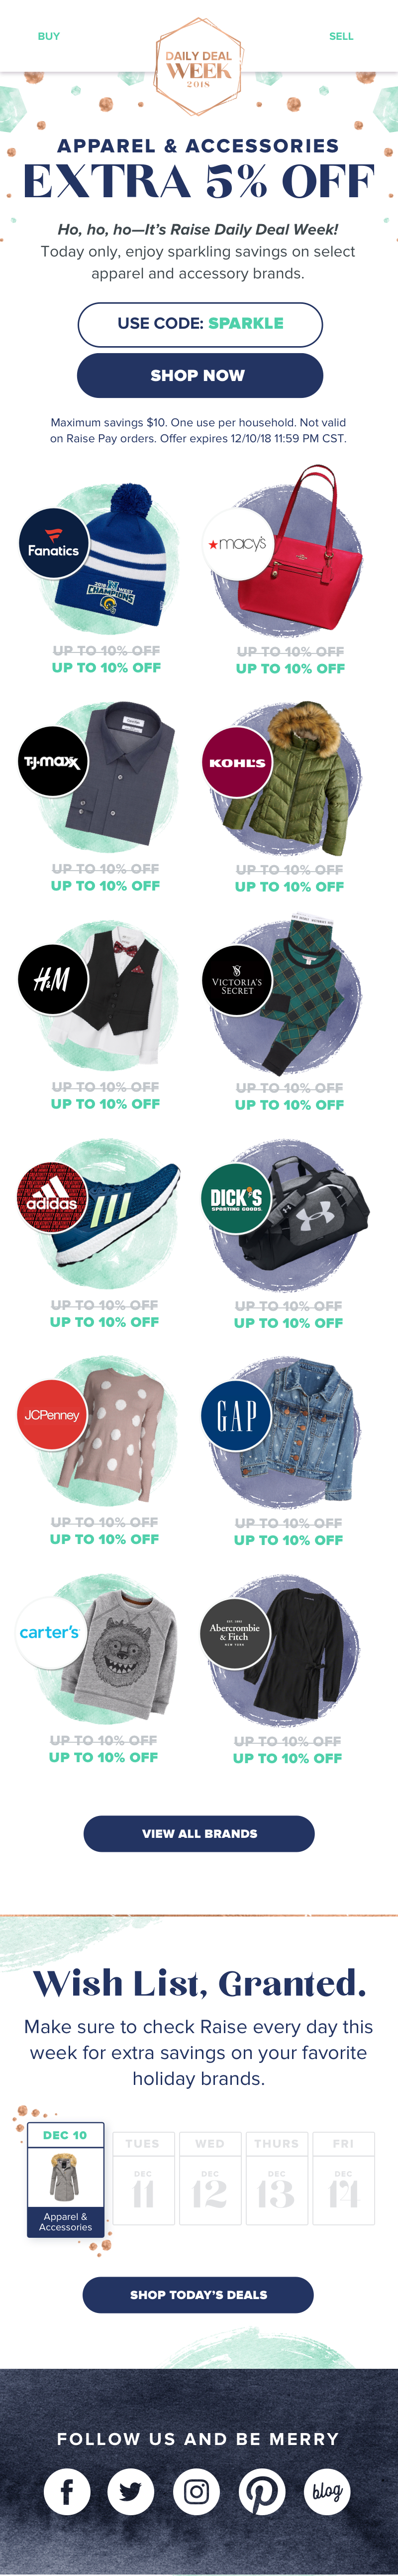 BUY
SELL
DAILY DEAL
WEEK
2018
APPAREL & ACCESSORIES
EXTRA 5% OFF
Ho, ho, ho—It's Raise Daily Deal Week!
Today only, enjoy sparkling savings on select
apparel and accessory brands.
USE CODE: SPARKLE
SHOP NOW
Maximum savings $10. One use per household. Not valid
on Raise Pay orders. Offer expires 12/10/18 11:59 PM CST.
Fanatics
CHAMPIONS
macy's
UP TO 10% OFF
UP TO 10% OFF
UP TO 10% OFF
UP TO 10% OFF
T·J·maxx
KOHL'S
UP TO 10% OFF
UP TO 10% OFF
UP TO 10% OFF
UP TO 10% OFF
H&M
VICTORIA'S
SECRET
UP TO 10% OFF
UP TO 10% OFF
UP TO 10% OFF
UP TO 10% OFF
adidas
DICK'S
SPORTING GOODS
UP TO 10% OFF
UP TO 10% OFF
UP TO 10% OFF
UP TO 10% OFF
JCPenney
GAP
UP TO 10% OFF
UP TO 10% OFF
UP TO 10% OFF
UP TO 10% OFF
carter's
Abercrombie
& Fitch
NEW YORK
UP TO 10% OFF
UP TO 10% OFF
UP TO 10% OFF
UP TO 10% OFF
VIEW ALL BRANDS
Wish List, Granted.
Make sure to check Raise every day this
week for extra savings on your favorite
holiday brands.
DEC 10
Apparel &
Accessories
TUES
DEC
11
WED
DEC
12
THURS
DEC
13
FRI
DEC
14
SHOP TODAY'S DEALS
FOLLOW US AND BE MERRY
blog